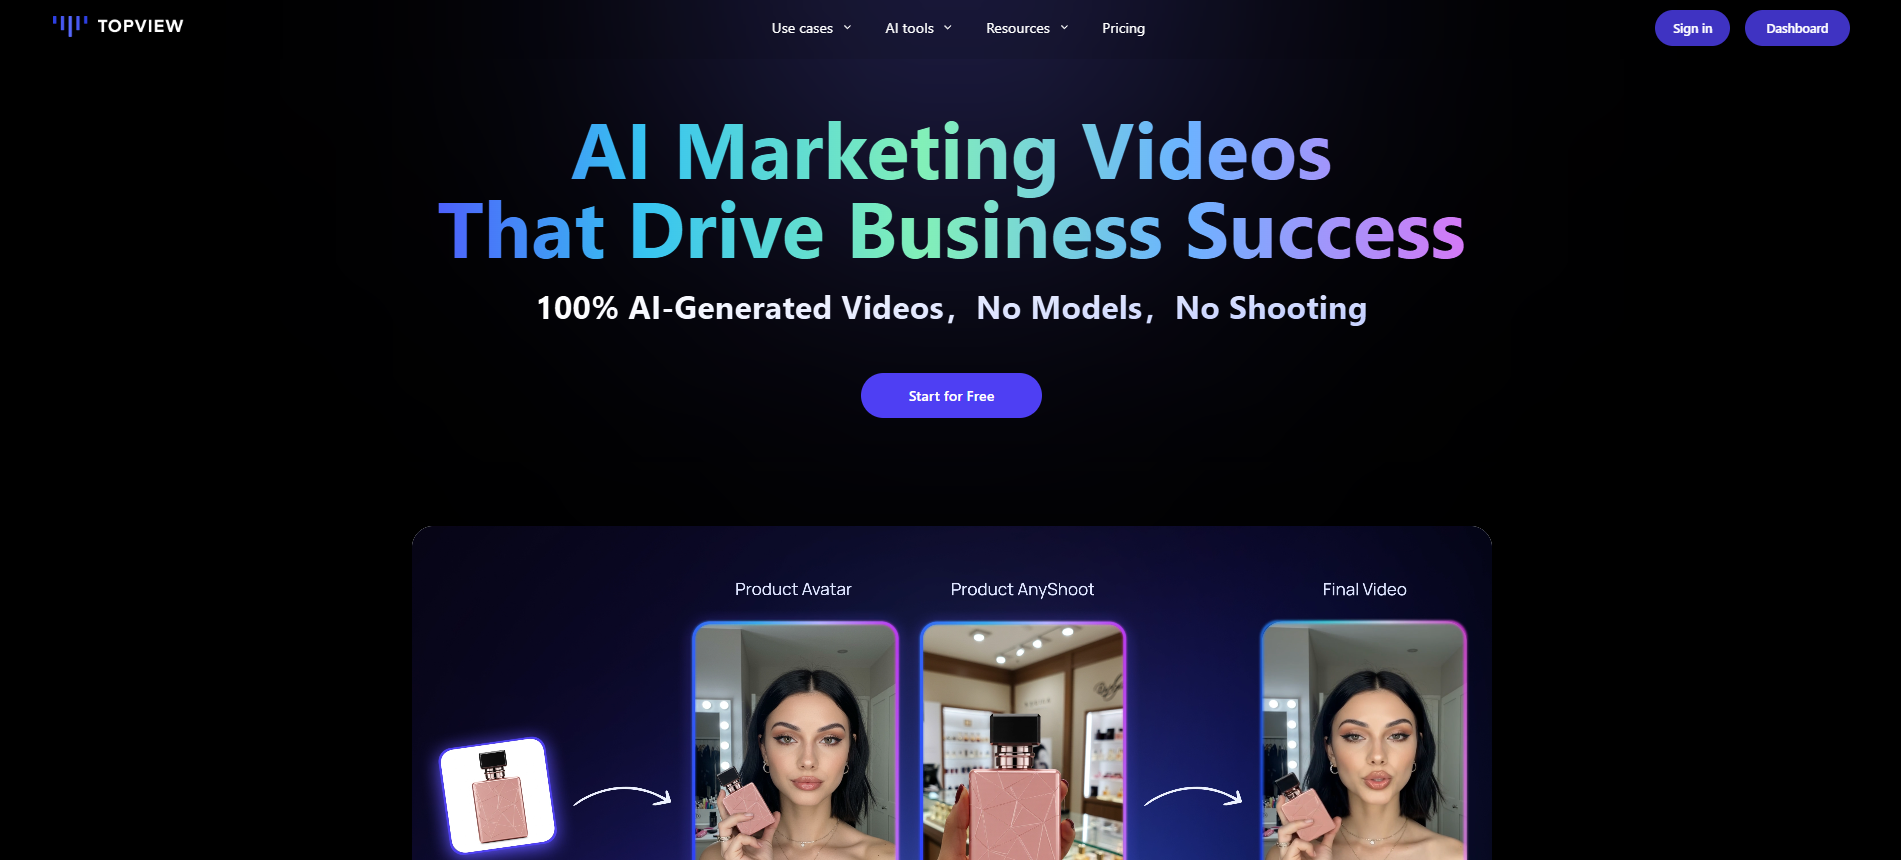 TOPVIEW
Use cases
AI tools
Resources
Pricing
Sign in
Dashboard
AI Marketing Videos
That Drive Business Success
100% AI-Generated Videos，No Models，No Shooting
Start for Free
Product Avatar
Product AnyShoot
Final Video